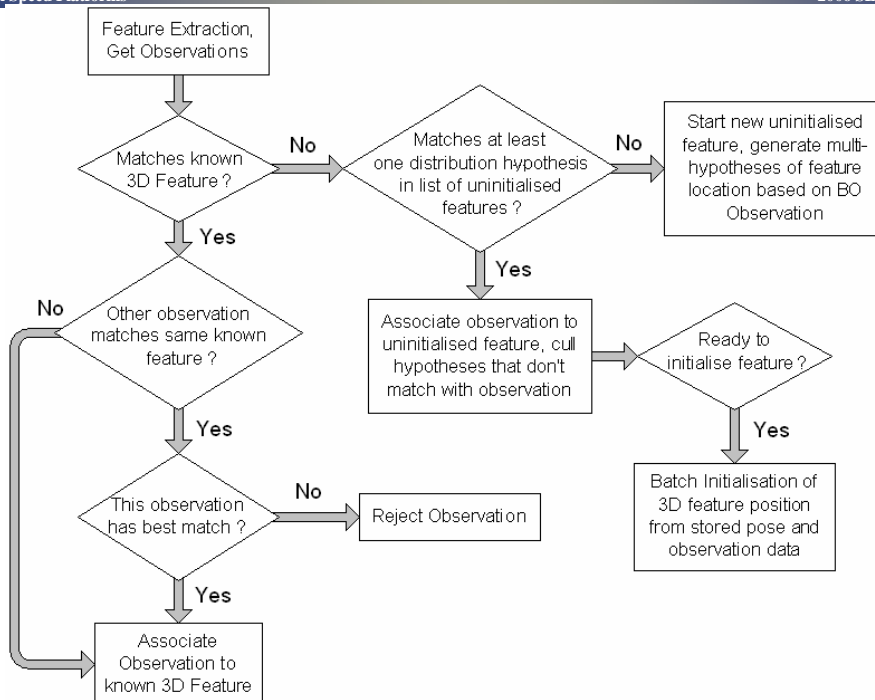 Feature Extraction,
Get Observations
Matches known
3D Feature ?
No
Matches at least
one distribution hypothesis
in list of uninitialised
features ?
No
Start new uninitialised
feature, generate multi-
hypotheses of feature
location based on BO
Observation
Yes
Yes
No
Other observation
matches same known
feature ?
Associate observation to
uninitialised feature, cull
hypotheses that don't
match with observation
Ready to
initialise feature ?
Yes
Yes
This observation
has best match ?
No
Reject Observation
Batch Initialisation of
3D feature position
from stored pose and
observation data
Yes
Associate
Observation to
known 3D Feature